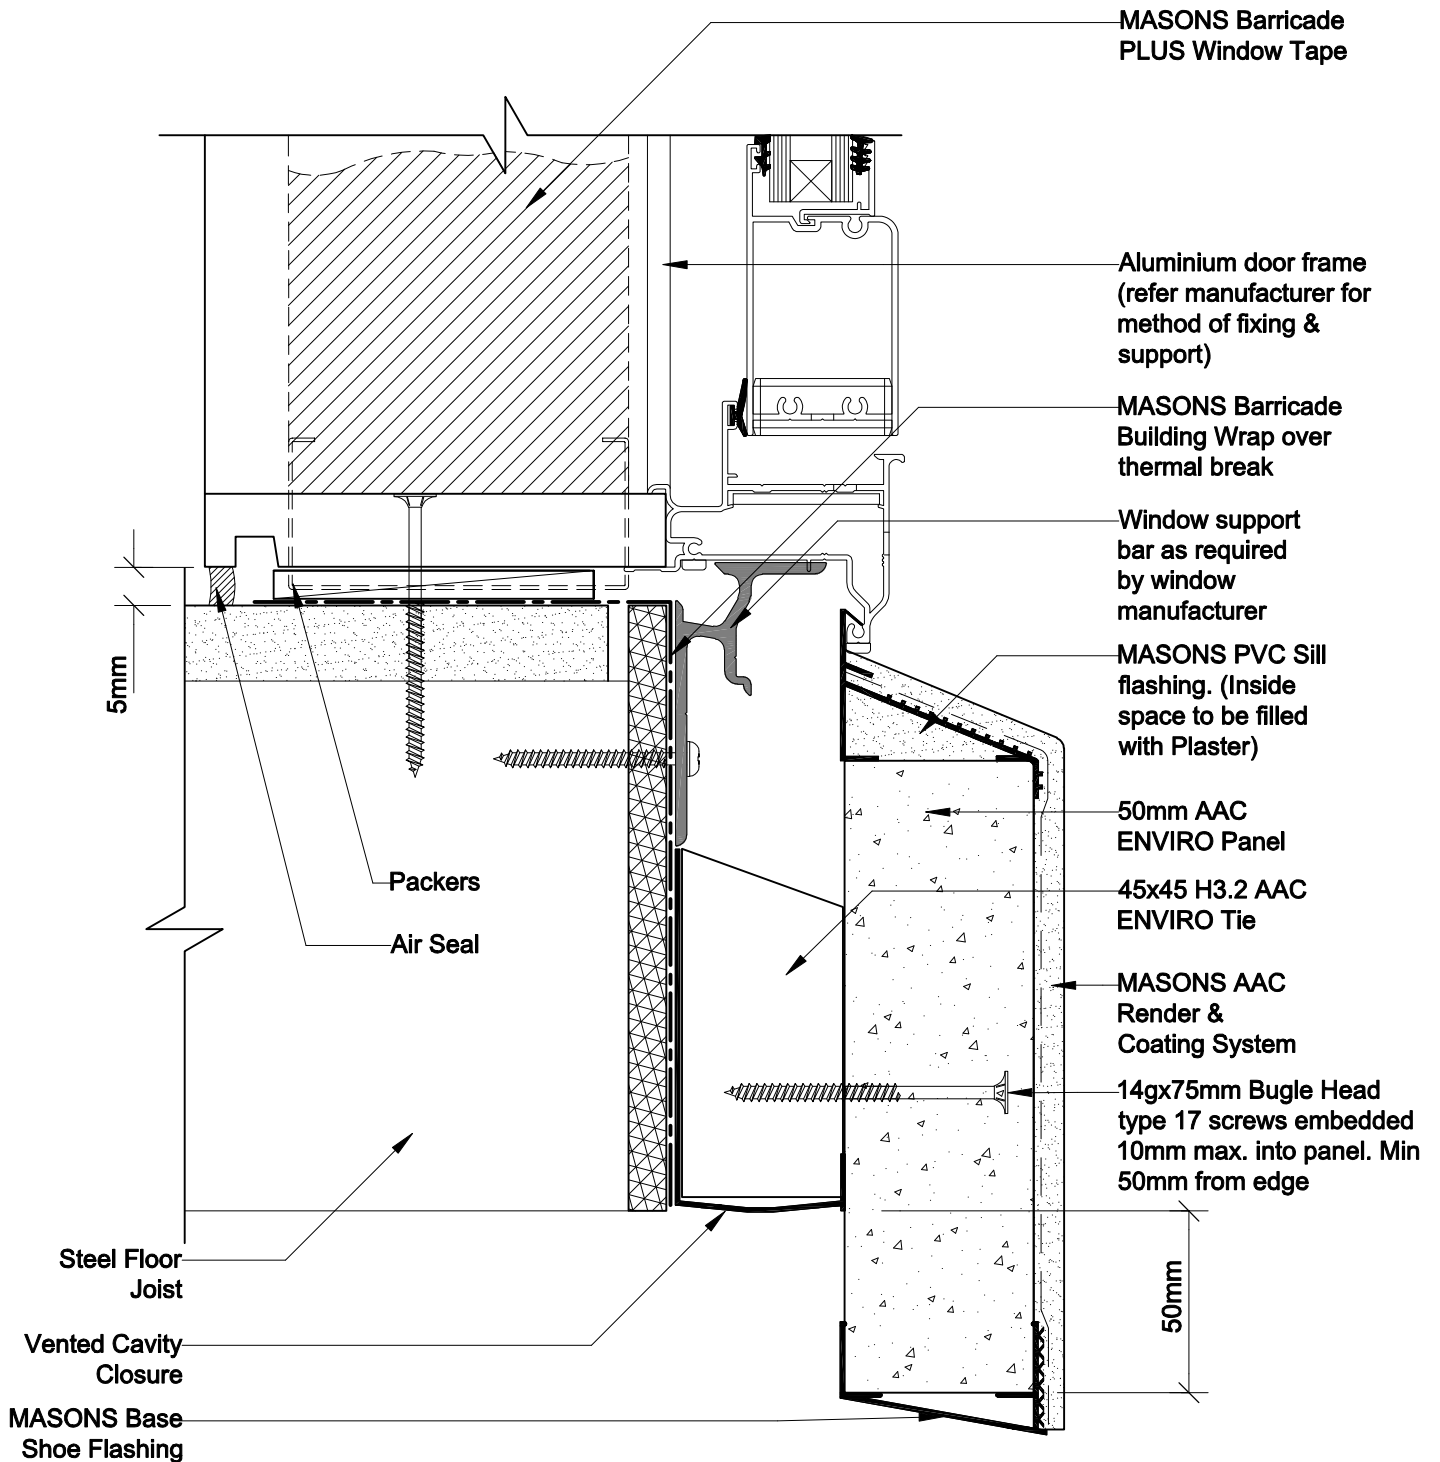 MASONS Barricade
PLUS Window Tape
Aluminium door frame
(refer manufacturer for
method of fixing &
support)
MASONS Barricade
Building Wrap over
thermal break
Window support
bar as required
by window
manufacturer
MASONS PVC Sill
flashing. (Inside
space to be filled
with Plaster)
50mm AAC
ENVIRO Panel
45x45 H3.2 AAC
ENVIRO Tie
MASONS AAC
Render &
Coating System
14gx75mm Bugle Head
type 17 screws embedded
10mm max. into panel. Min
50mm from edge
50mm
5mm
Packers
Air Seal
Steel Floor
Joist
Vented Cavity
Closure
MASONS Base
Shoe Flashing